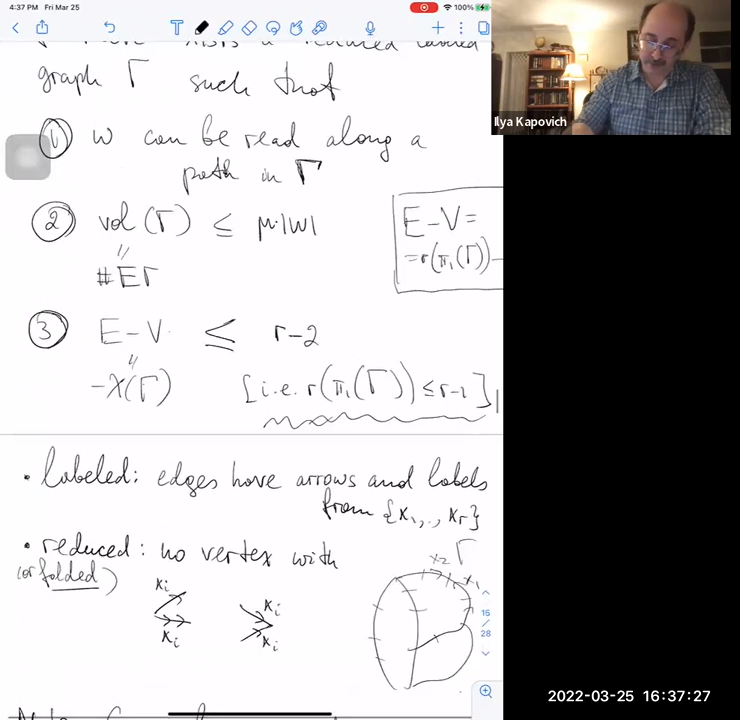 4:37 PM Fri Mar 25
100%
graph Γ such that
① w can be read along a
path in Γ
② vol(Γ) ≤ μ·|w|
#EΓ
E-V=
=r(π₁(Γ))-
③ E-V ≤ r-2
-χ(Γ)
[i.e. r(π₁(Γ)) ≤ r-1]
• Labeled: edges have arrows and labels
from {x₁,.., xᵣ}
• reduced: no vertex with
(or folded)
xᵢ
xᵢ
xᵢ
xᵢ
x₂ Γ
x₁
15
/
28
Ilya Kapovich
2022-03-25 16:37:27